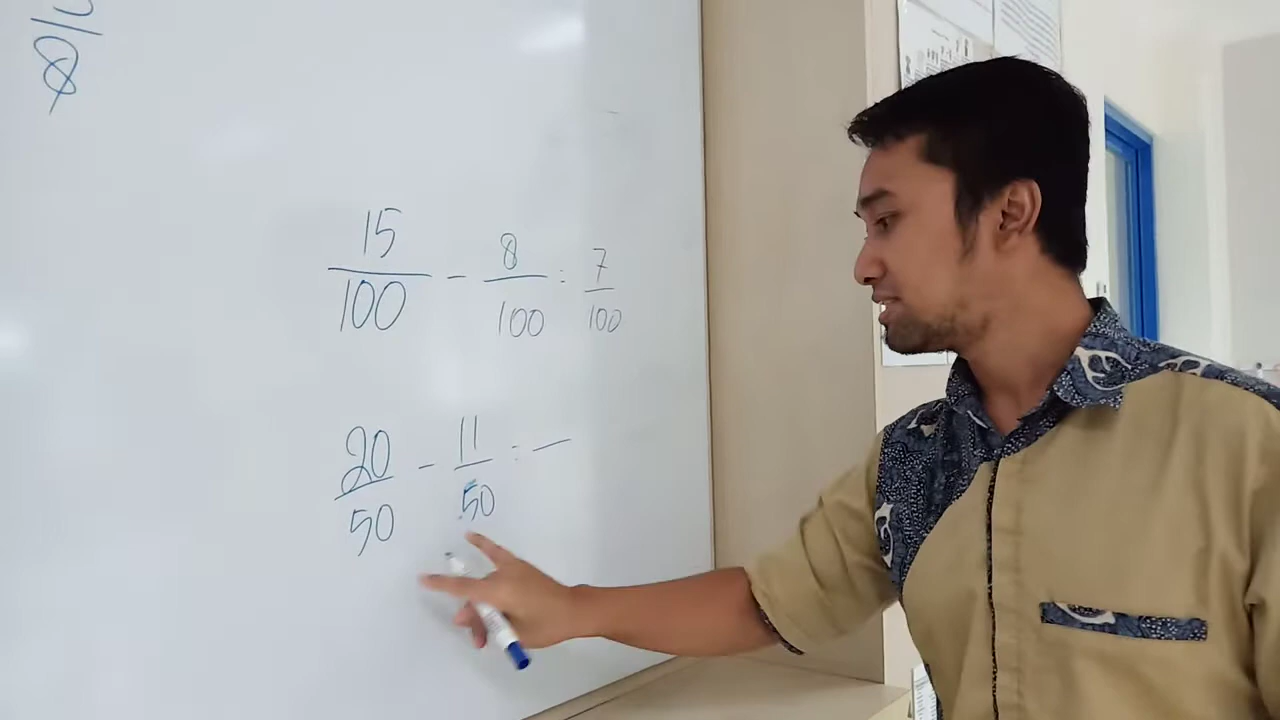 15/100 - 8/100 = 7/100
20/50 - 11/50 = —